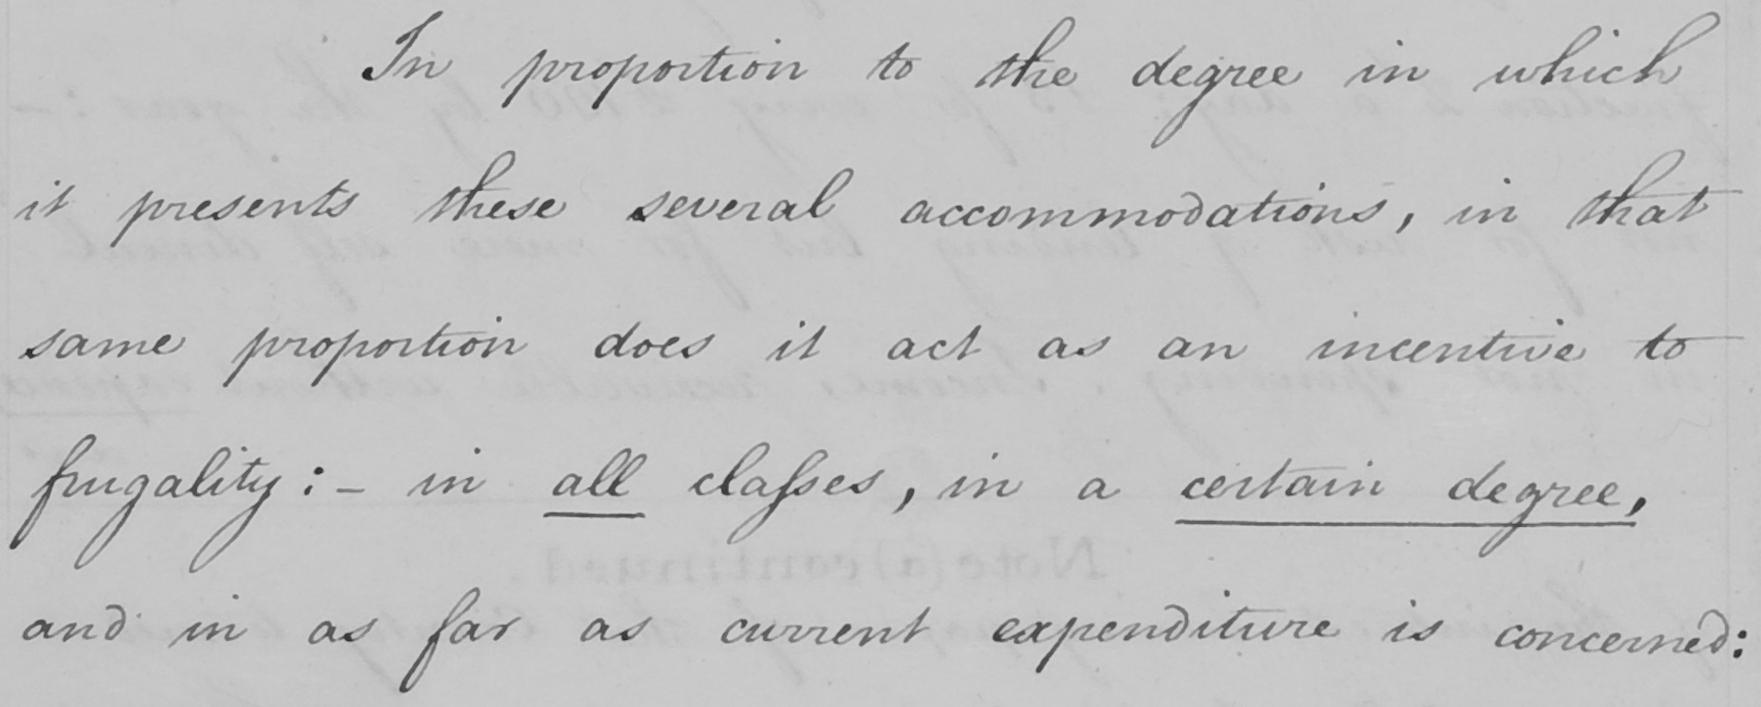 In proportion to the degree in which
it presents these several accommodations, in that
same proportion does it act as an incentive to
frugality :- in all claſses, in a certain degree,
and in as far as current expenditure is concerned: